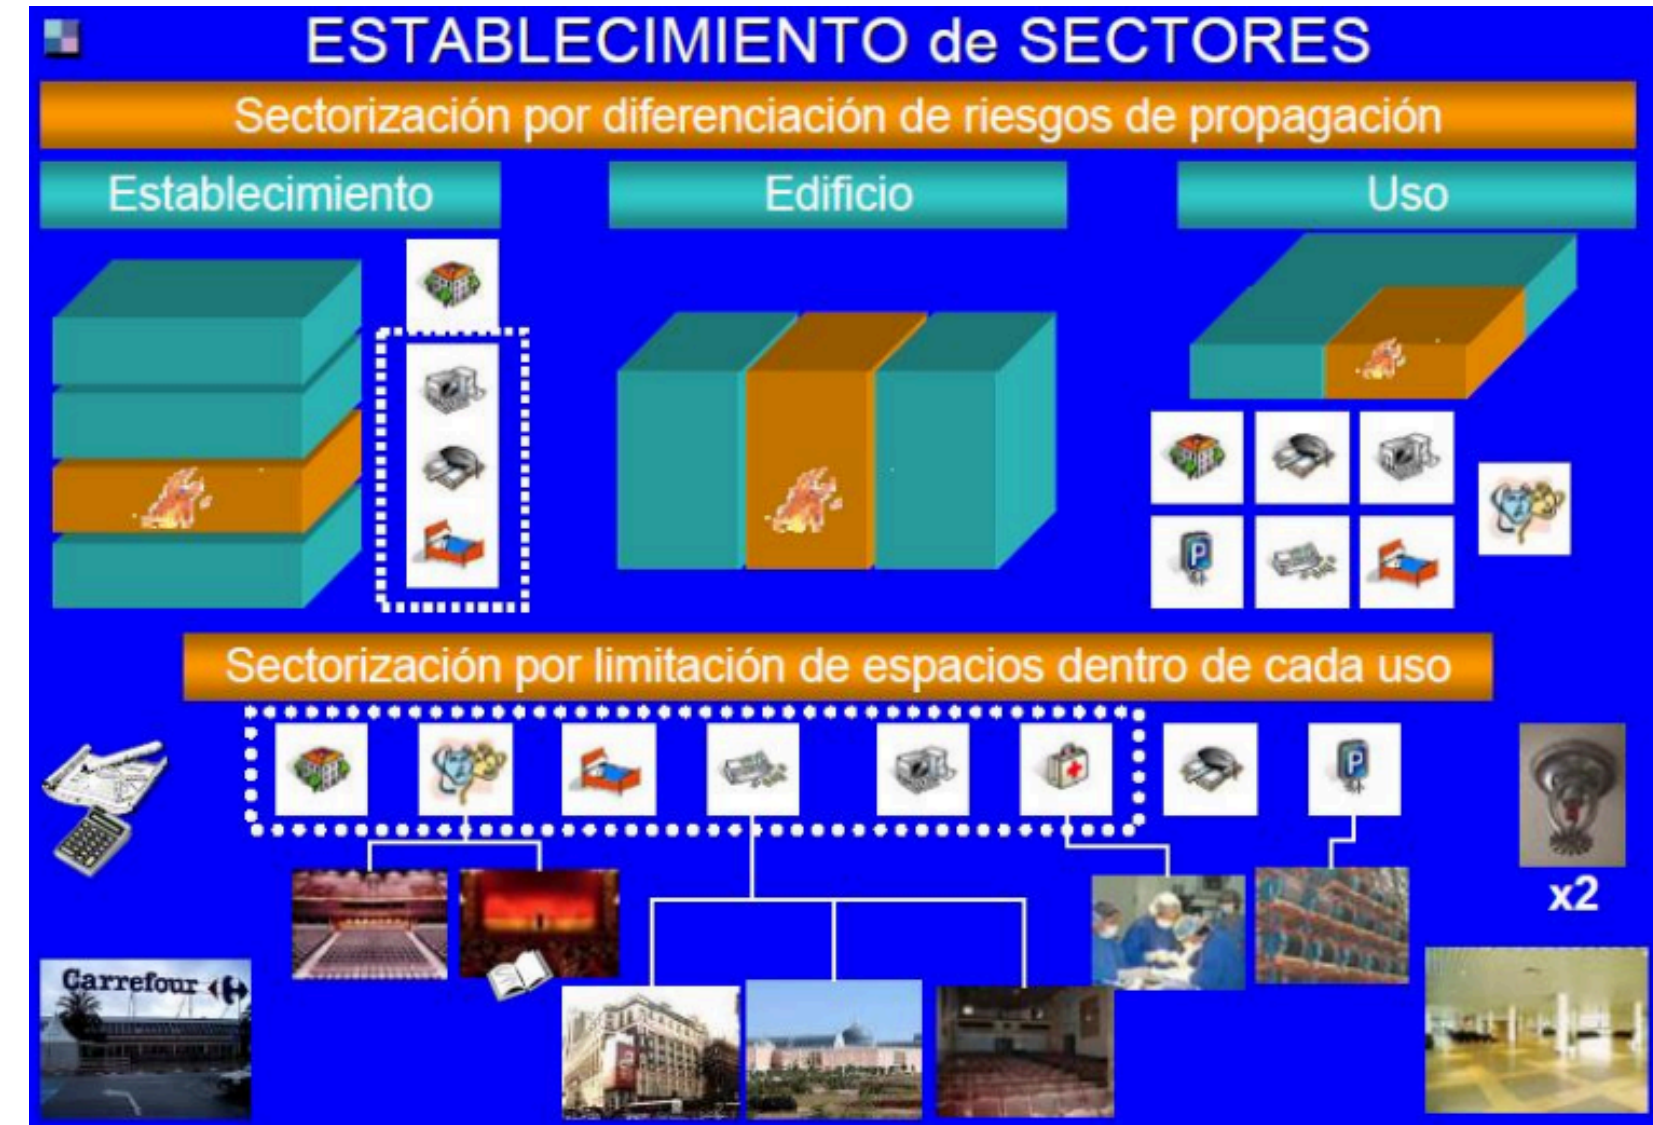 ESTABLECIMIENTO de SECTORES
Sectorización por diferenciación de riesgos de propagación
Establecimiento
Edificio
Uso
P
Sectorización por limitación de espacios dentro de cada uso
P
x2
Carrefour